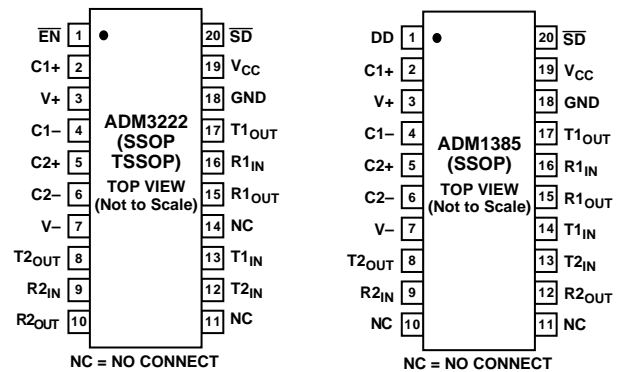 EN 1 20 SD
C1+ 2 19 VCC
V+ 3 18 GND
C1– 4 17 T1OUT
C2+ 5 16 R1IN
C2– 6 15 R1OUT
V– 7 14 NC
T2OUT 8 13 T1IN
R2IN 9 12 T2IN
R2OUT 10 11 NC
ADM3222
(SSOP
TSSOP)
TOP VIEW
(Not to Scale)
NC = NO CONNECT
DD 1 20 SD
C1+ 2 19 VCC
V+ 3 18 GND
C1– 4 17 T1OUT
C2+ 5 16 R1IN
C2– 6 15 R1OUT
V– 7 14 T1IN
T2OUT 8 13 T2IN
R2IN 9 12 R2OUT
NC 10 11 NC
ADM1385
(SSOP)
TOP VIEW
(Not to Scale)
NC = NO CONNECT